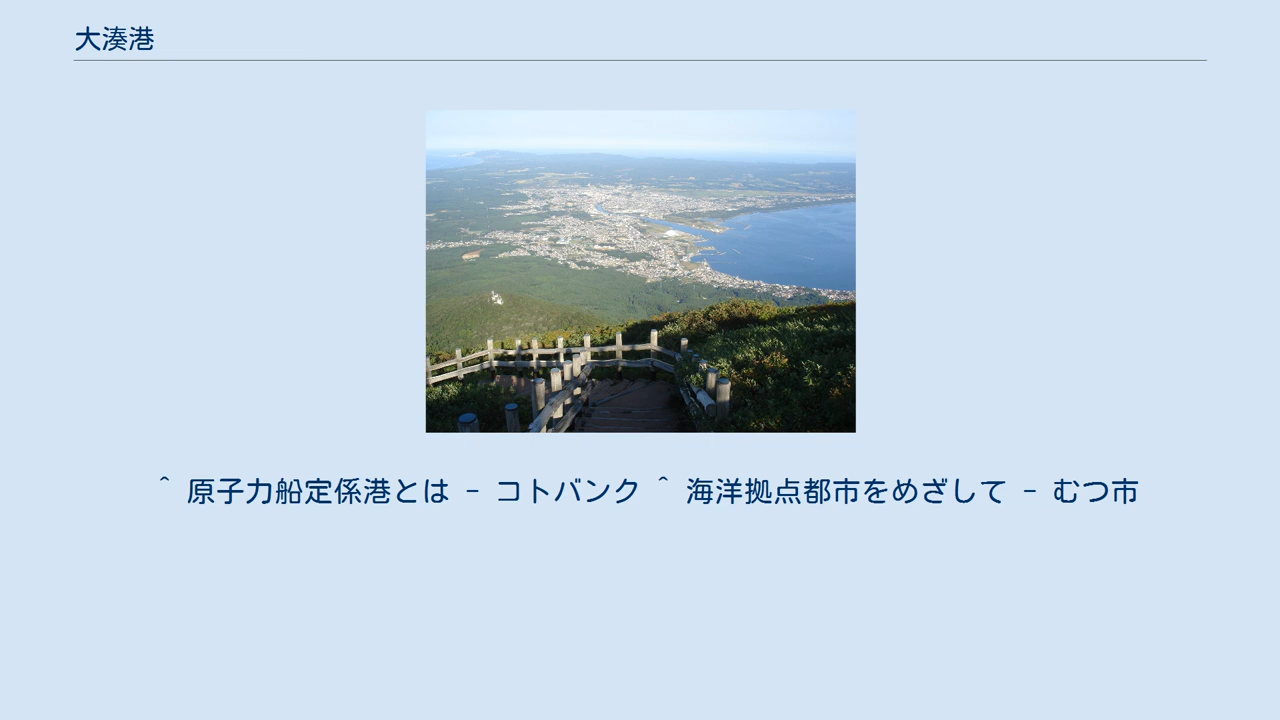 大湊港
^ 原子力船定係港とは - コトバンク ^ 海洋拠点都市をめざして - むつ市